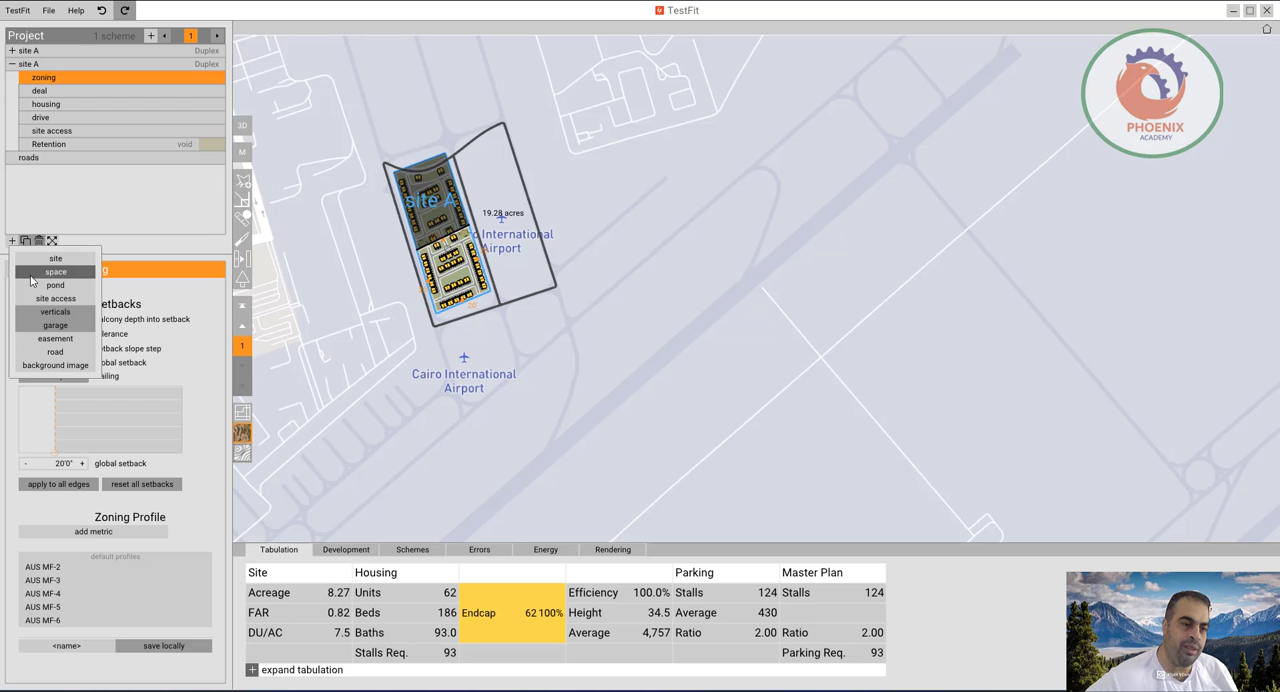 TestFit File Help
TestFit
Project 1 scheme + 1
+ site A Duplex
— site A Duplex
zoning
deal
housing
drive
site access
Retention void
roads
site
space
pond
site access
verticals
garage
easement
road
background image
g
etbacks
alcony depth into setback
lerance
etback slope step
lobal setback
ailing
- 20'0" + global setback
apply to all edges reset all setbacks
Zoning Profile
add metric
default profiles
AUS MF-2
AUS MF-3
AUS MF-4
AUS MF-5
AUS MF-6
<name> save locally
3D
M
1
site A
19.28 acres
o International
Airport
Cairo International
Airport
PHOENIX
ACADEMY
Tabulation Development Schemes Errors Energy Rendering
Site Housing Parking Master Plan
Acreage 8.27 Units 62 Efficiency 100.0% Stalls 124 Stalls 124
FAR 0.82 Beds 186 Endcap 62 100% Height 34.5 Average 430
DU/AC 7.5 Baths 93.0 Average 4,757 Ratio 2.00 Ratio 2.00
Stalls Req. 93 Parking Req. 93
+ expand tabulation